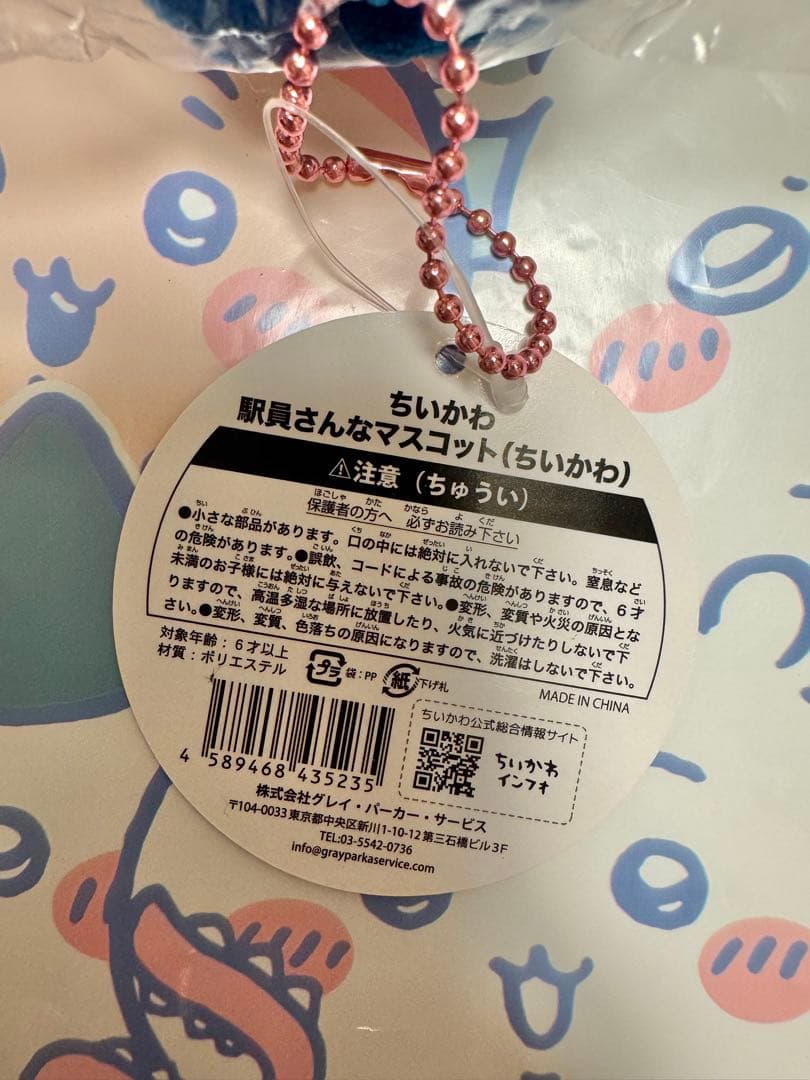 ちいかわ
駅員さんなマスコット(ちいかわ)
⚠注意(ちゅうい)
保護者の方へ 必ずお読み下さい
●小さな部品があります。口の中には絶対に入れないで下さい。窒息など
の危険があります。●誤飲、コードによる事故の危険がありますので、6才
未満のお子様には絶対に与えないで下さい。●変形、変質や火災の原因とな
りますので、高温多湿な場所に放置したり、火気に近づけたりしないで下
さい。●変形、変質、色落ちの原因になりますので、洗濯はしないで下さい。
対象年齢:6才以上
材質:ポリエステル
プラ 袋:PP 紙 下げ札
MADE IN CHINA
4 589468 435235
ちいかわ公式総合情報サイト
ちいかわ
インフォ
株式会社グレイ・パーカー・サービス
〒104-0033 東京都中央区新川1-10-12 第三石橋ビル3F
TEL:03-5542-0736
info@grayparkaservice.com